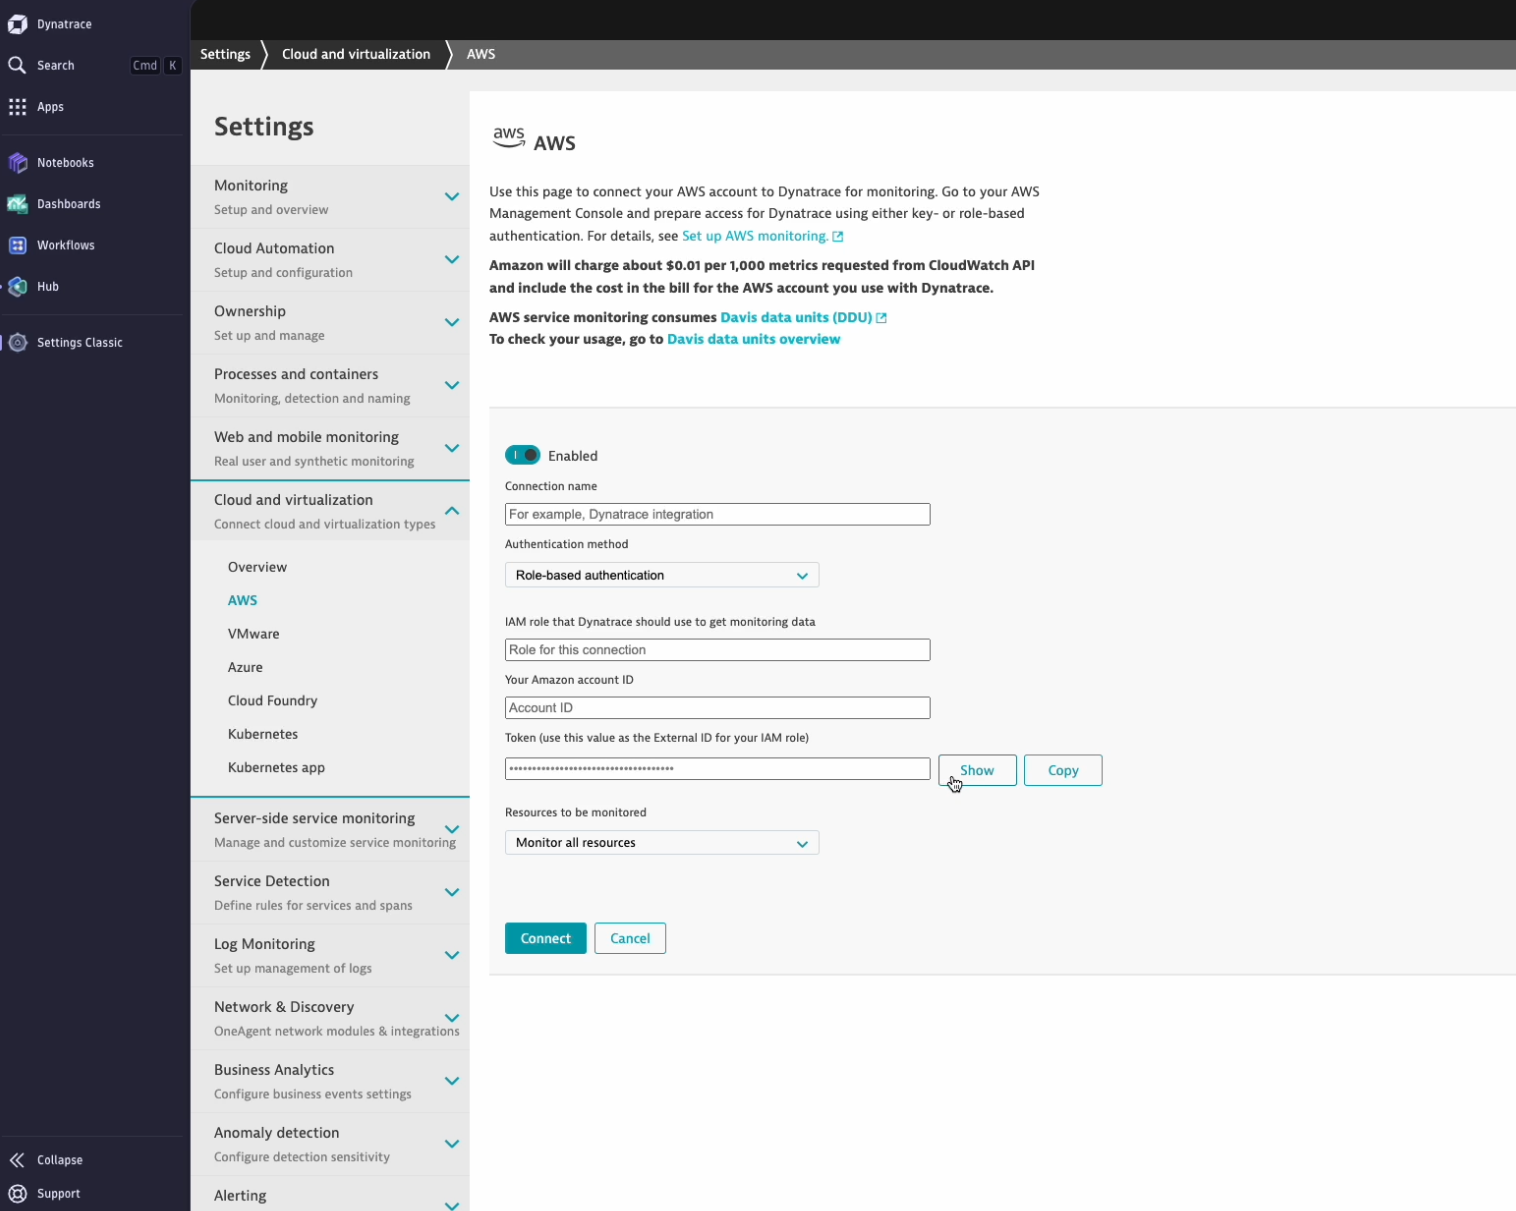 Dynatrace
Search Cmd K
Apps
Notebooks
Dashboards
Workflows
Hub
Settings Classic
Collapse
Support
Settings Cloud and virtualization AWS
Settings
Monitoring
Setup and overview
Cloud Automation
Setup and configuration
Ownership
Set up and manage
Processes and containers
Monitoring, detection and naming
Web and mobile monitoring
Real user and synthetic monitoring
Cloud and virtualization
Connect cloud and virtualization types
Overview
AWS
VMware
Azure
Cloud Foundry
Kubernetes
Kubernetes app
Server-side service monitoring
Manage and customize service monitoring
Service Detection
Define rules for services and spans
Log Monitoring
Set up management of logs
Network & Discovery
OneAgent network modules & integrations
Business Analytics
Configure business events settings
Anomaly detection
Configure detection sensitivity
Alerting
aws AWS
Use this page to connect your AWS account to Dynatrace for monitoring. Go to your AWS
Management Console and prepare access for Dynatrace using either key- or role-based
authentication. For details, see Set up AWS monitoring.
Amazon will charge about $0.01 per 1,000 metrics requested from CloudWatch API
and include the cost in the bill for the AWS account you use with Dynatrace.
AWS service monitoring consumes Davis data units (DDU)
To check your usage, go to Davis data units overview
Enabled
Connection name
For example, Dynatrace integration
Authentication method
Role-based authentication
IAM role that Dynatrace should use to get monitoring data
Role for this connection
Your Amazon account ID
Account ID
Token (use this value as the External ID for your IAM role)
Show Copy
Resources to be monitored
Monitor all resources
Connect Cancel